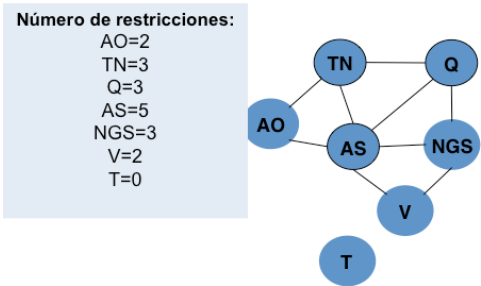 Número de restricciones:
AO=2
TN=3
Q=3
AS=5
NGS=3
V=2
T=0
TN
Q
AO
AS
NGS
V
T